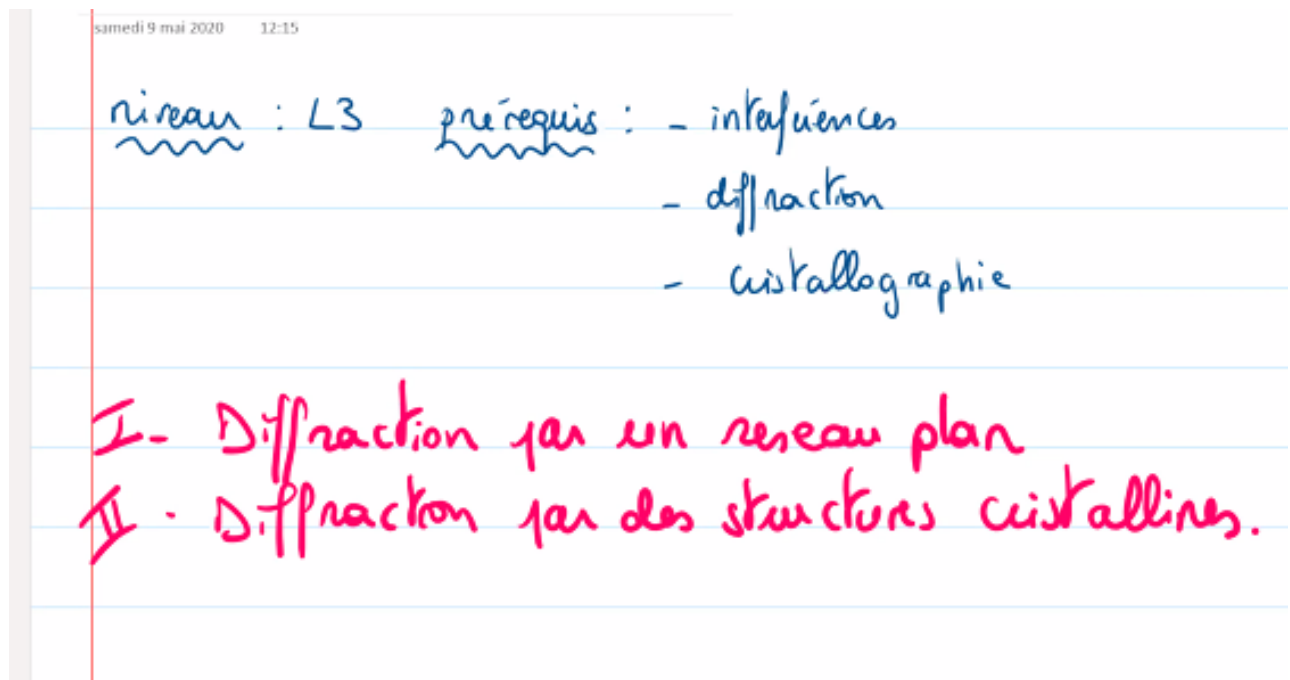 samedi 9 mai 2020 12:15
niveau : L3 prérequis : - interférences
- diffraction
- cristallographie
I- Diffraction par un reseau plan
II - Diffraction par des structures cristallines.